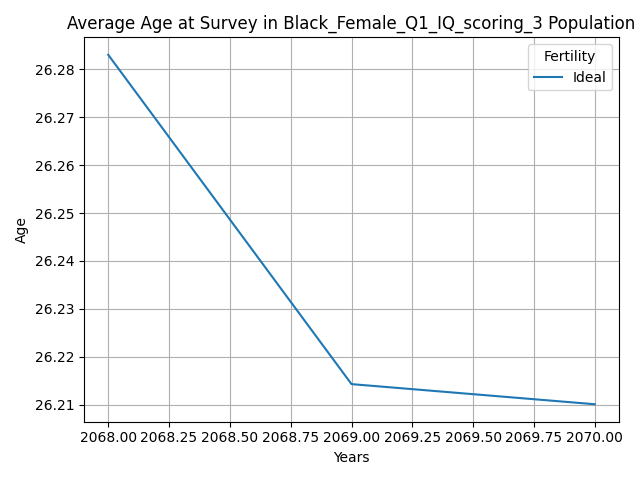 Average Age at Survey in Black_Female_Q1_IQ_scoring_3 Population
Fertility
Ideal
26.28
26.27
26.26
26.25
26.24
26.23
26.22
26.21
Age
2068.00 2068.25 2068.50 2068.75 2069.00 2069.25 2069.50 2069.75 2070.00
Years